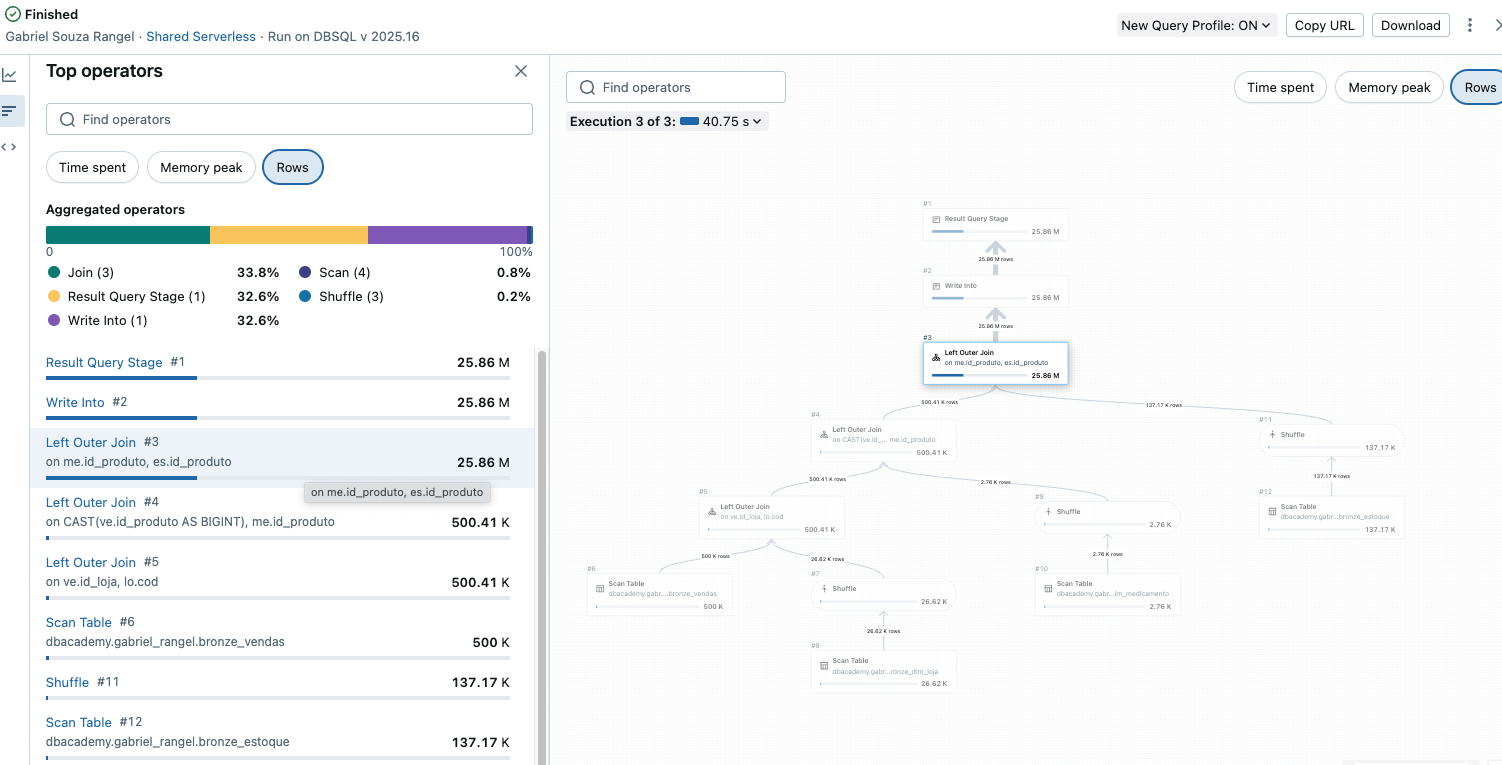 Finished
Gabriel Souza Rangel · Shared Serverless · Run on DBSQL v 2025.16
New Query Profile: ON
Copy URL
Download
Top operators
Find operators
Time spent
Memory peak
Rows
Aggregated operators
0
100%
Join (3) 33.8%
Scan (4) 0.8%
Result Query Stage (1) 32.6%
Shuffle (3) 0.2%
Write Into (1) 32.6%
Result Query Stage #1
25.86 M
Write Into #2
25.86 M
Left Outer Join #3
on me.id_produto, es.id_produto
25.86 M
on me.id_produto, es.id_produto
Left Outer Join #4
on CAST(ve.id_produto AS BIGINT), me.id_produto
500.41 K
Left Outer Join #5
on ve.id_loja, lo.cod
500.41 K
Scan Table #6
dbacademy.gabriel_rangel.bronze_vendas
500 K
Shuffle #11
137.17 K
Scan Table #12
dbacademy.gabriel_rangel.bronze_estoque
137.17 K
Find operators
Time spent
Memory peak
Rows
Execution 3 of 3: 40.75 s
#1
Result Query Stage
25.86 M
25.86 M rows
#2
Write Into
25.86 M
25.86 M rows
#3
Left Outer Join
on me.id_produto, es.id_produto
25.86 M
500.41 K rows
137.17 K rows
#4
Left Outer Join
on CAST(ve.id_... me.id_produto
500.41 K
#11
Shuffle
137.17 K
500.41 K rows
2.76 K rows
137.17 K rows
#5
Left Outer Join
on ve.id_loja, lo.cod
500.41 K
#9
Shuffle
2.76 K
#12
Scan Table
dbacademy.gabr...bronze_estoque
137.17 K
500 K rows
26.62 K rows
2.76 K rows
#6
Scan Table
dbacademy.gabr....bronze_vendas
500 K
#7
Shuffle
26.62 K
#10
Scan Table
dbacademy.gabr...im_medicamento
2.76 K
26.62 K rows
#8
Scan Table
dbacademy.gabr...ronze_dim_loja
26.62 K